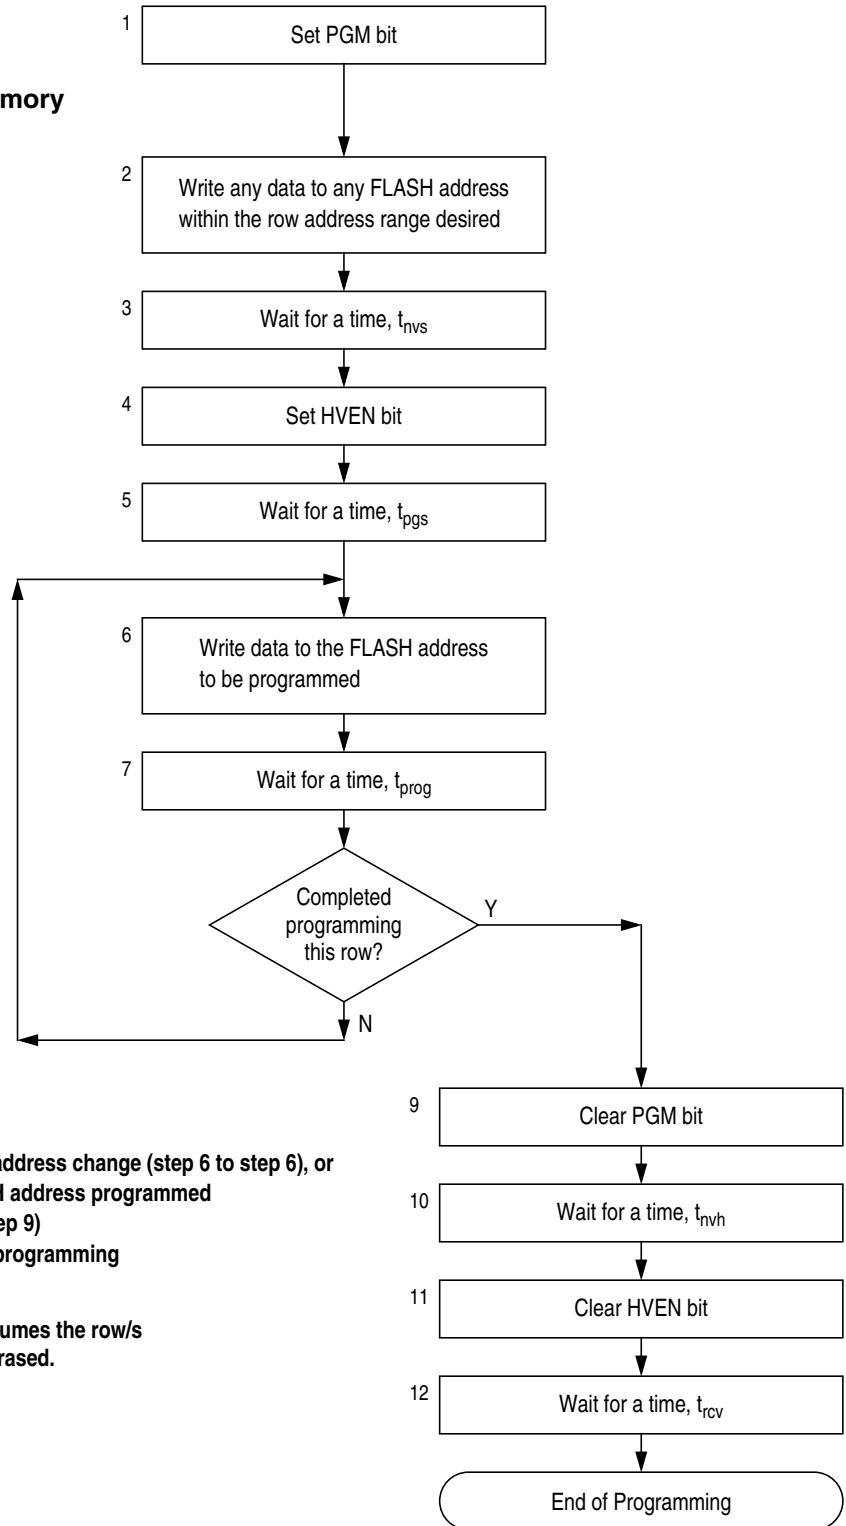 1
Set PGM bit
mory
2
Write any data to any FLASH address
within the row address range desired
3
Wait for a time, tnvs
4
Set HVEN bit
5
Wait for a time, tpgs
6
Write data to the FLASH address
to be programmed
7
Wait for a time, tprog
Completed
programming
this row?
Y
N
9
Clear PGM bit
address change (step 6 to step 6), or
H address programmed
ep 9)
programming
10
Wait for a time, tnvh
11
Clear HVEN bit
umes the row/s
rased.
12
Wait for a time, trcv
End of Programming